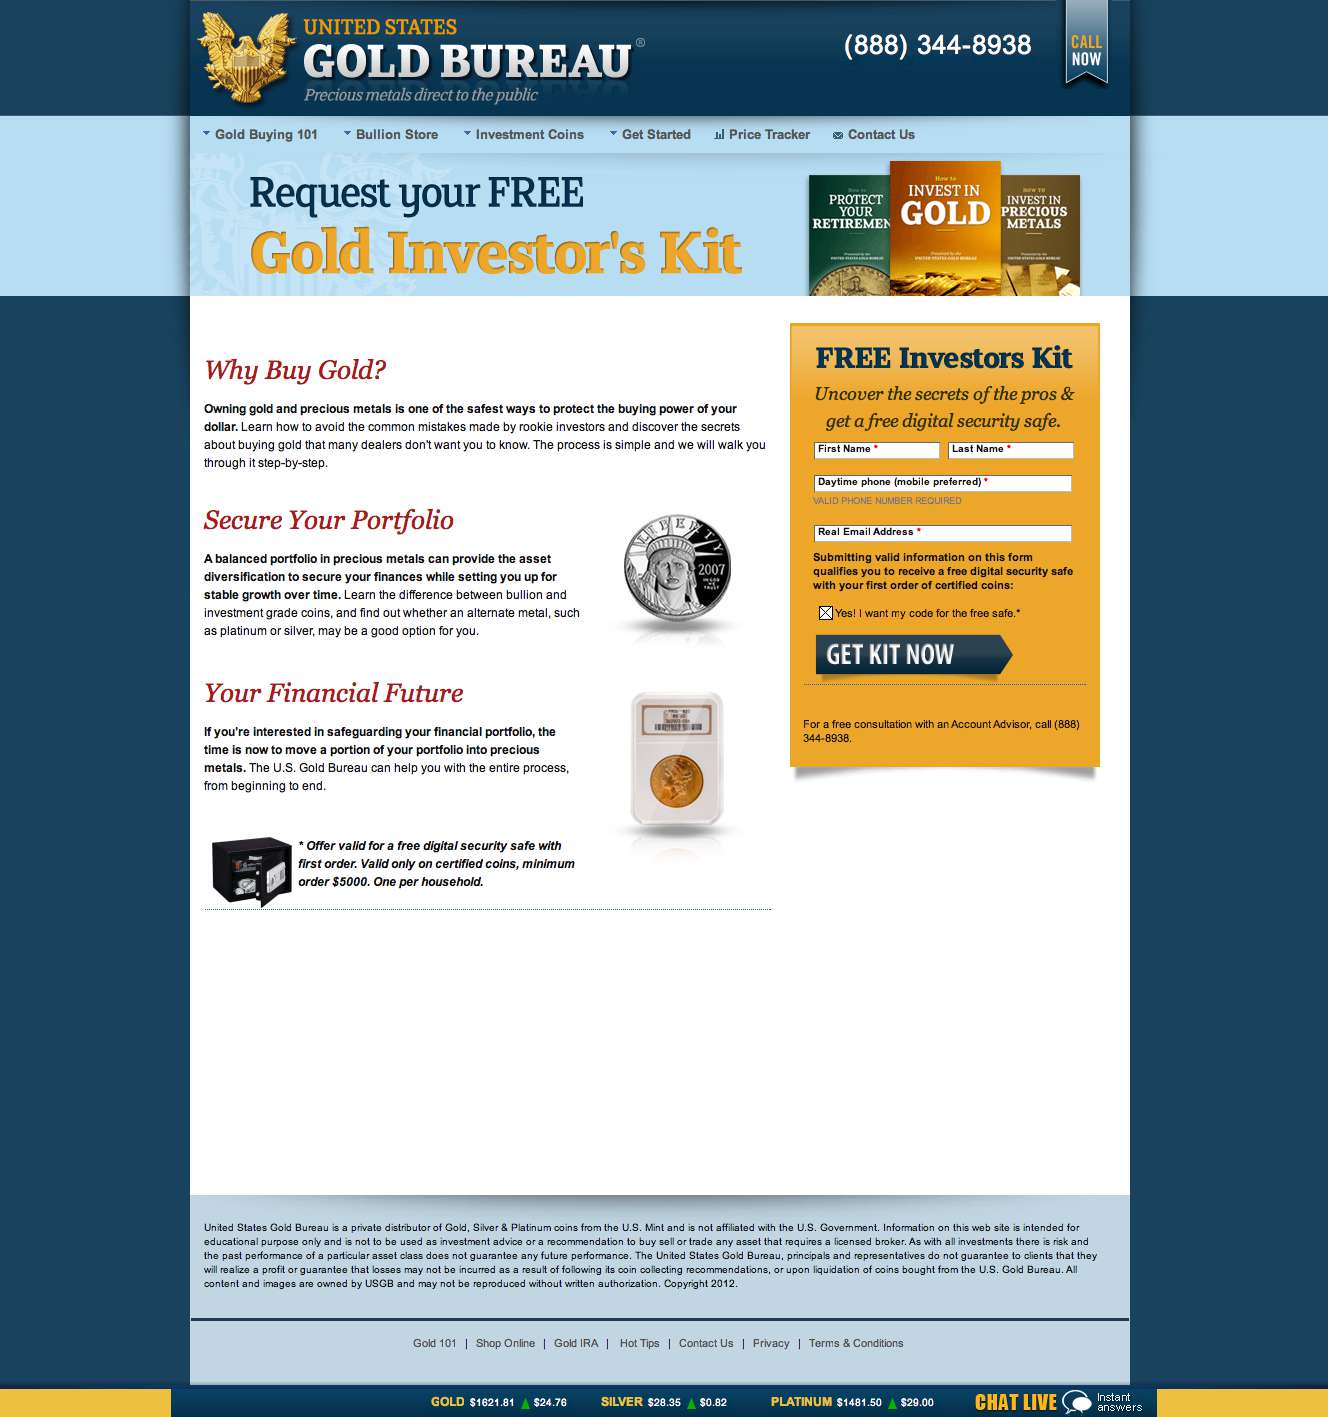 UNITED STATES
GOLD BUREAU®
Precious metals direct to the public
(888) 344-8938
CALL
NOW
Gold Buying 101
Bullion Store
Investment Coins
Get Started
Price Tracker
Contact Us
Request your FREE
Gold Investor's Kit
How to
PROTECT
YOUR
RETIREMEN
How to
INVEST IN
GOLD
Presented by the
UNITED STATES GOLD BUREAU
HOW TO
INVEST IN
PRECIOUS
METALS
Why Buy Gold?
Owning gold and precious metals is one of the safest ways to protect the buying power of your
dollar. Learn how to avoid the common mistakes made by rookie investors and discover the secrets
about buying gold that many dealers don't want you to know. The process is simple and we will walk you
through it step-by-step.
Secure Your Portfolio
A balanced portfolio in precious metals can provide the asset
diversification to secure your finances while setting you up for
stable growth over time. Learn the difference between bullion and
investment grade coins, and find out whether an alternate metal, such
as platinum or silver, may be a good option for you.
LIBERTY
2007
IN GOD
WE TRUST
Your Financial Future
If you're interested in safeguarding your financial portfolio, the
time is now to move a portion of your portfolio into precious
metals. The U.S. Gold Bureau can help you with the entire process,
from beginning to end.
* Offer valid for a free digital security safe with
first order. Valid only on certified coins, minimum
order $5000. One per household.
FREE Investors Kit
Uncover the secrets of the pros &
get a free digital security safe.
First Name *
Last Name *
Daytime phone (mobile preferred) *
VALID PHONE NUMBER REQUIRED
Real Email Address *
Submitting valid information on this form
qualifies you to receive a free digital security safe
with your first order of certified coins:
Yes! I want my code for the free safe.*
GET KIT NOW
For a free consultation with an Account Advisor, call (888)
344-8938.
United States Gold Bureau is a private distributor of Gold, Silver & Platinum coins from the U.S. Mint and is not affiliated with the U.S. Government. Information on this web site is intended for
educational purpose only and is not to be used as investment advice or a recommendation to buy sell or trade any asset that requires a licensed broker. As with all investments there is risk and
the past performance of a particular asset class does not guarantee any future performance. The United States Gold Bureau, principals and representatives do not guarantee to clients that they
will realize a profit or guarantee that losses may not be incurred as a result of following its coin collecting recommendations, or upon liquidation of coins bought from the U.S. Gold Bureau. All
content and images are owned by USGB and may not be reproduced without written authorization. Copyright 2012.
Gold 101 | Shop Online | Gold IRA | Hot Tips | Contact Us | Privacy | Terms & Conditions
GOLD $1621.81 ▲ $24.76
SILVER $28.35 ▲ $0.82
PLATINUM $1481.50 ▲ $29.00
CHAT LIVE
Instant
answers